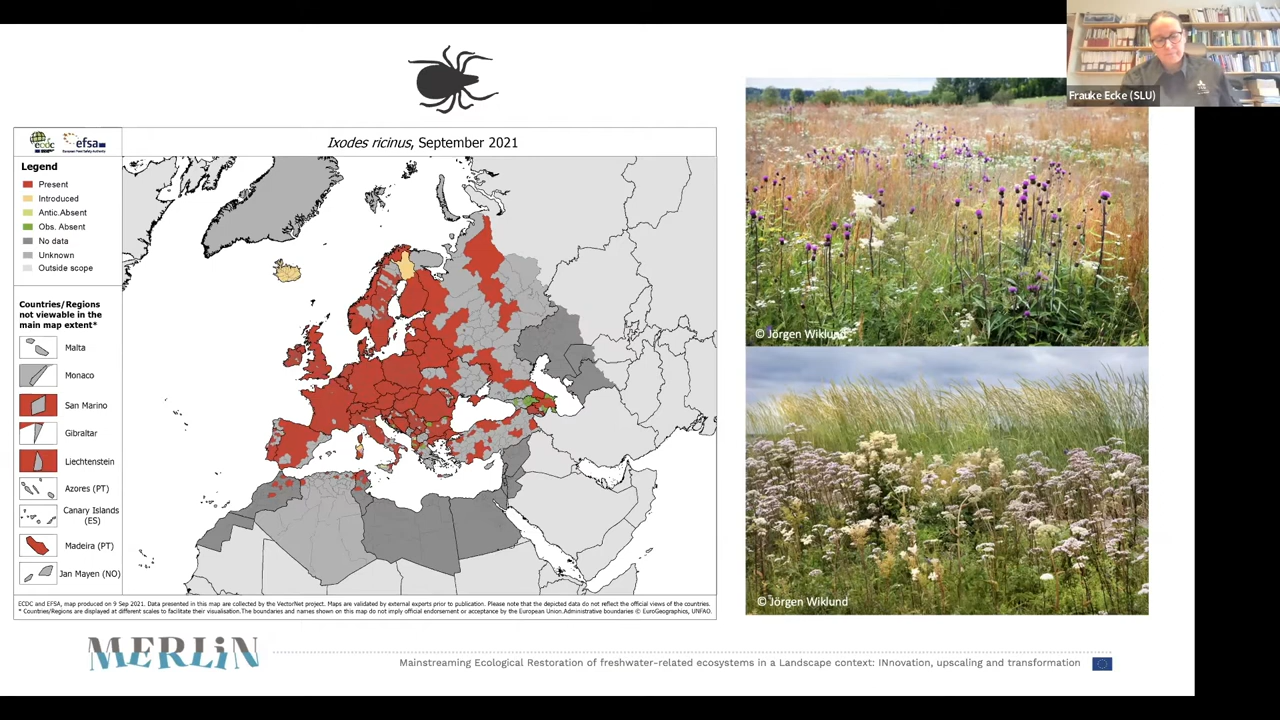 Frauke Ecke (SLU)
ecdc
efsa
European Food Safety Authority
Ixodes ricinus, September 2021
Legend
Present
Introduced
Antic.Absent
Obs. Absent
No data
Unknown
Outside scope
Countries/Regions
not viewable in the
main map extent*
Malta
Monaco
San Marino
Gibraltar
Liechtenstein
Azores (PT)
Canary Islands
(ES)
Madeira (PT)
Jan Mayen (NO)
ECDC and EFSA, map produced on 9 Sep 2021. Data presented in this map are collected by the VectorNet project. Maps are validated by external experts prior to publication. Please note that the depicted data do not reflect the official views of the countries.
* Countries/Regions are displayed at different scales to facilitate their visualisation.The boundaries and names shown on this map do not imply official endorsement or acceptance by the European Union.Administrative boundaries © EuroGeographics, UNFAO.
© Jörgen Wiklund
© Jörgen Wiklund
MERLiN
Mainstreaming Ecological Restoration of freshwater-related ecosystems in a Landscape context: INnovation, upscaling and transformation